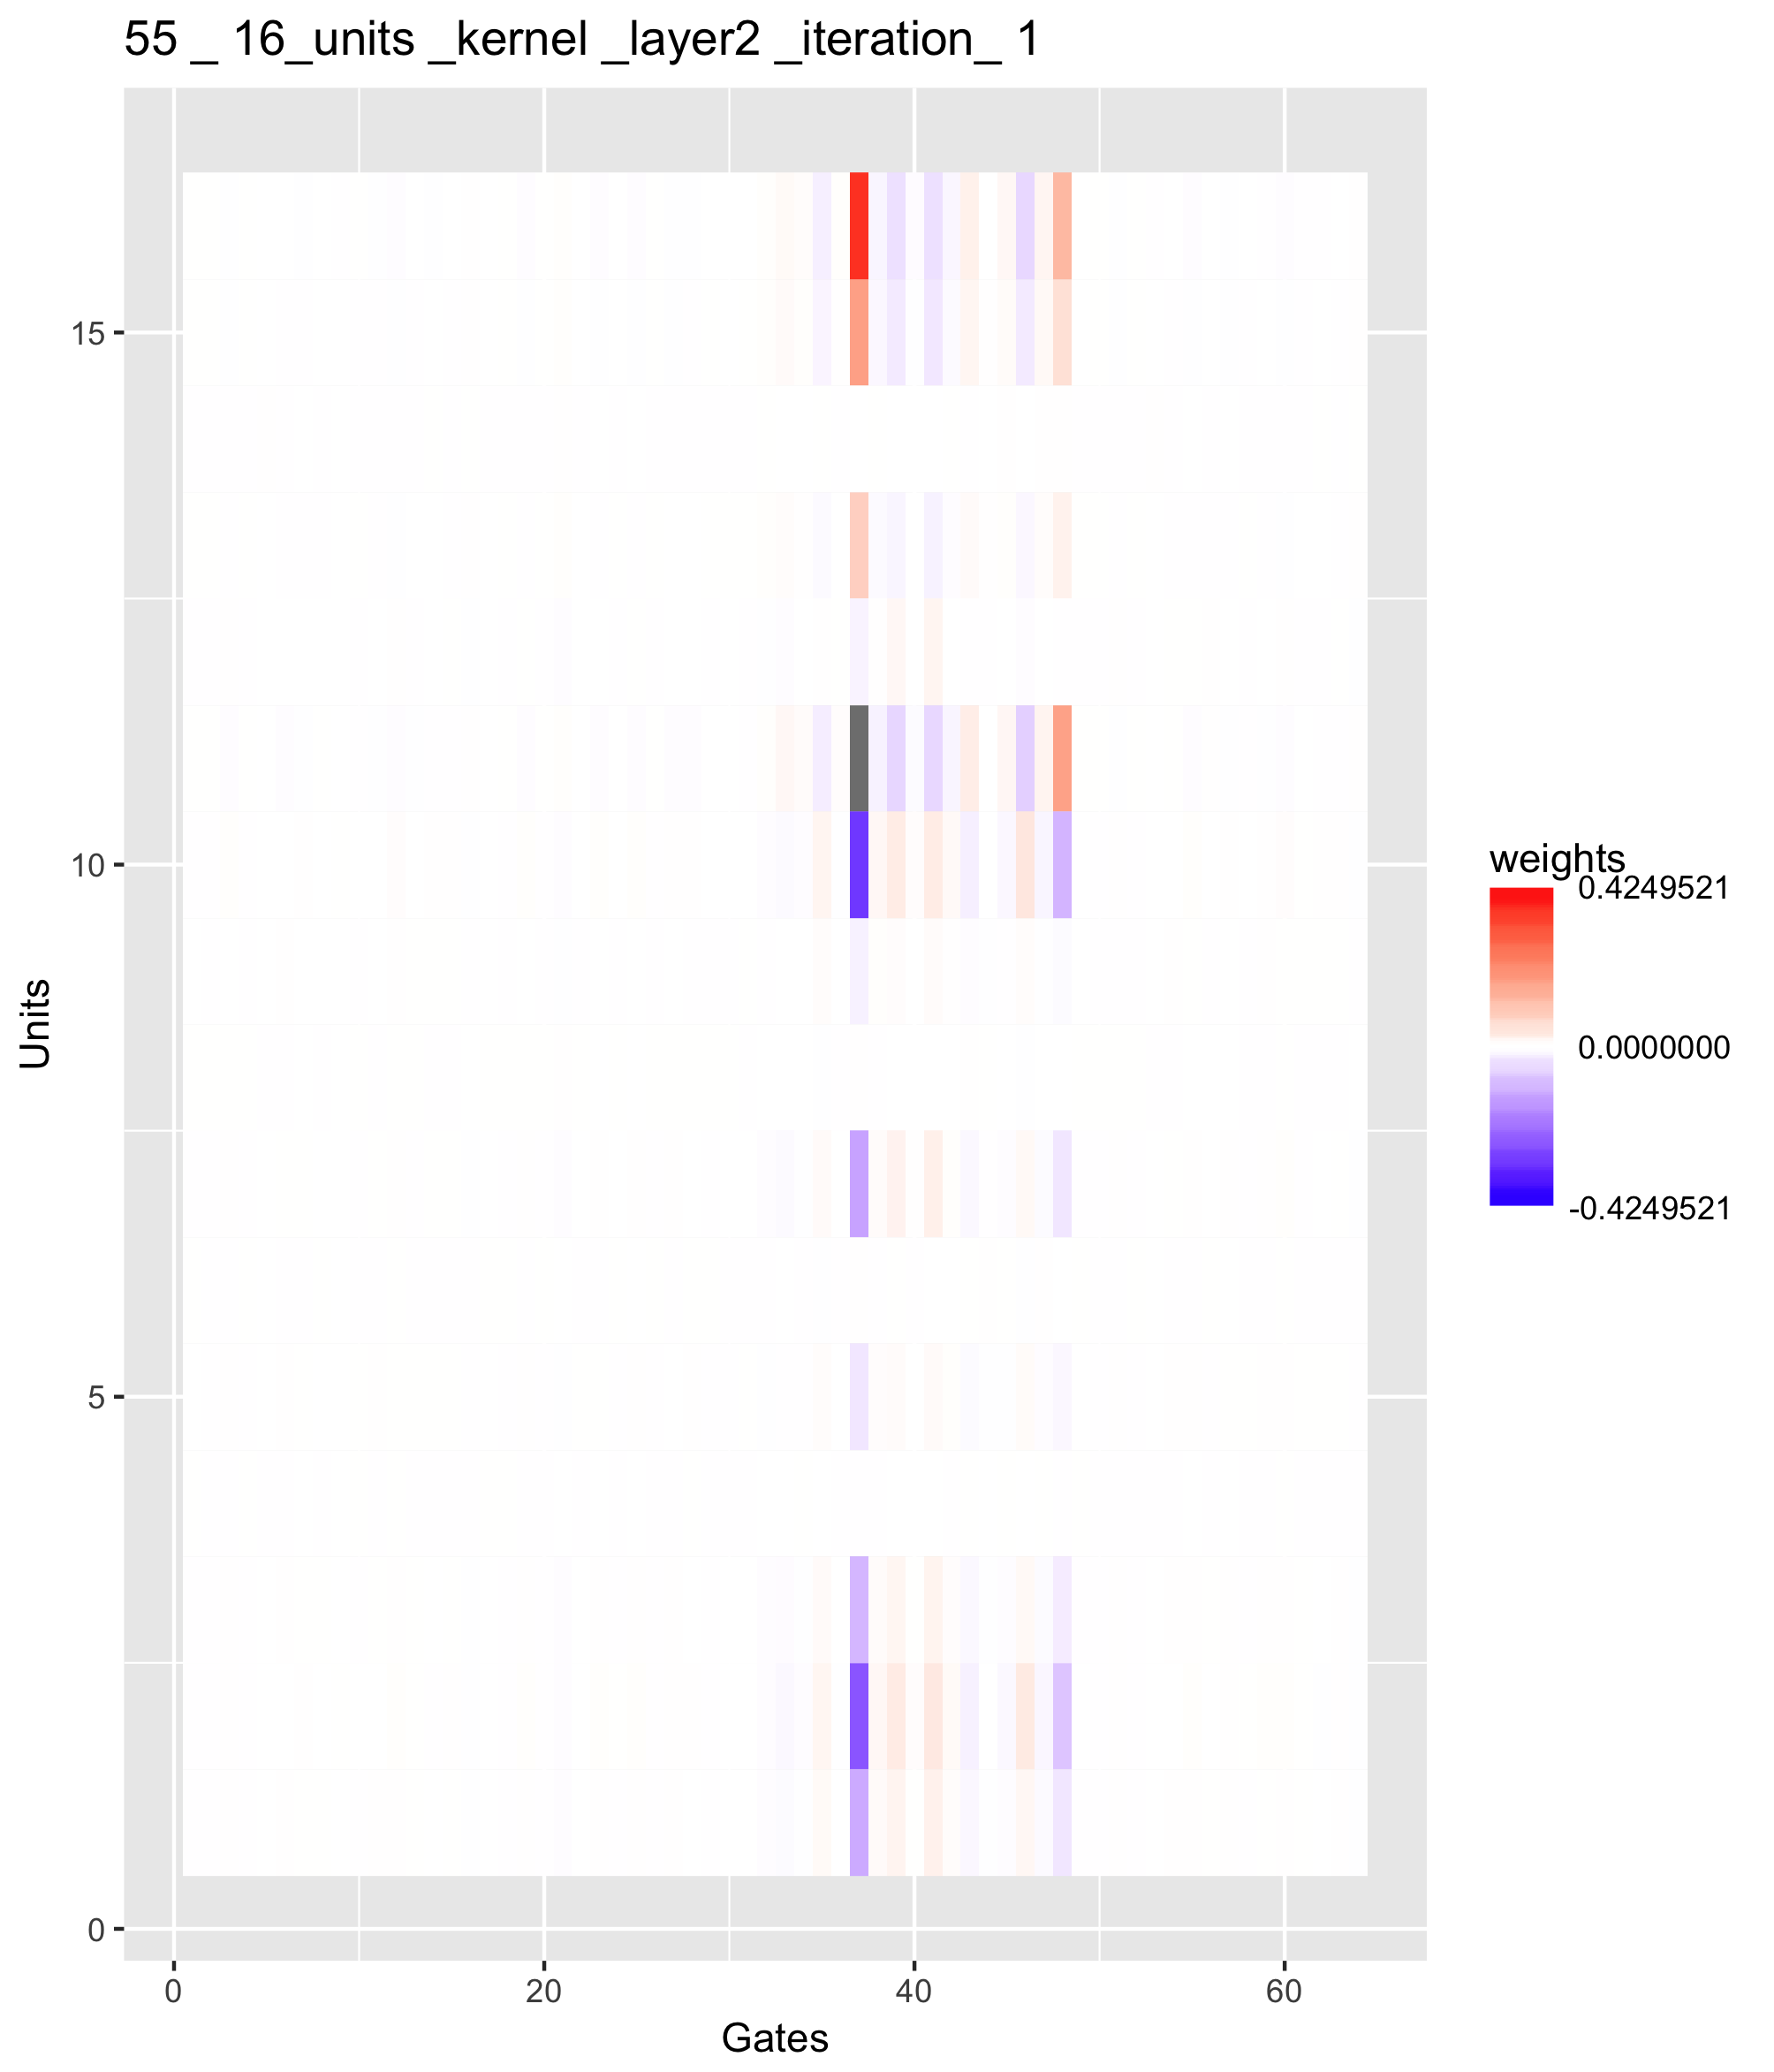 55 _ 16_units _kernel _layer2 _iteration_ 1
15
10
5
0
Units
0 20 40 60
Gates
weights
0.4249521
0.0000000
-0.4249521